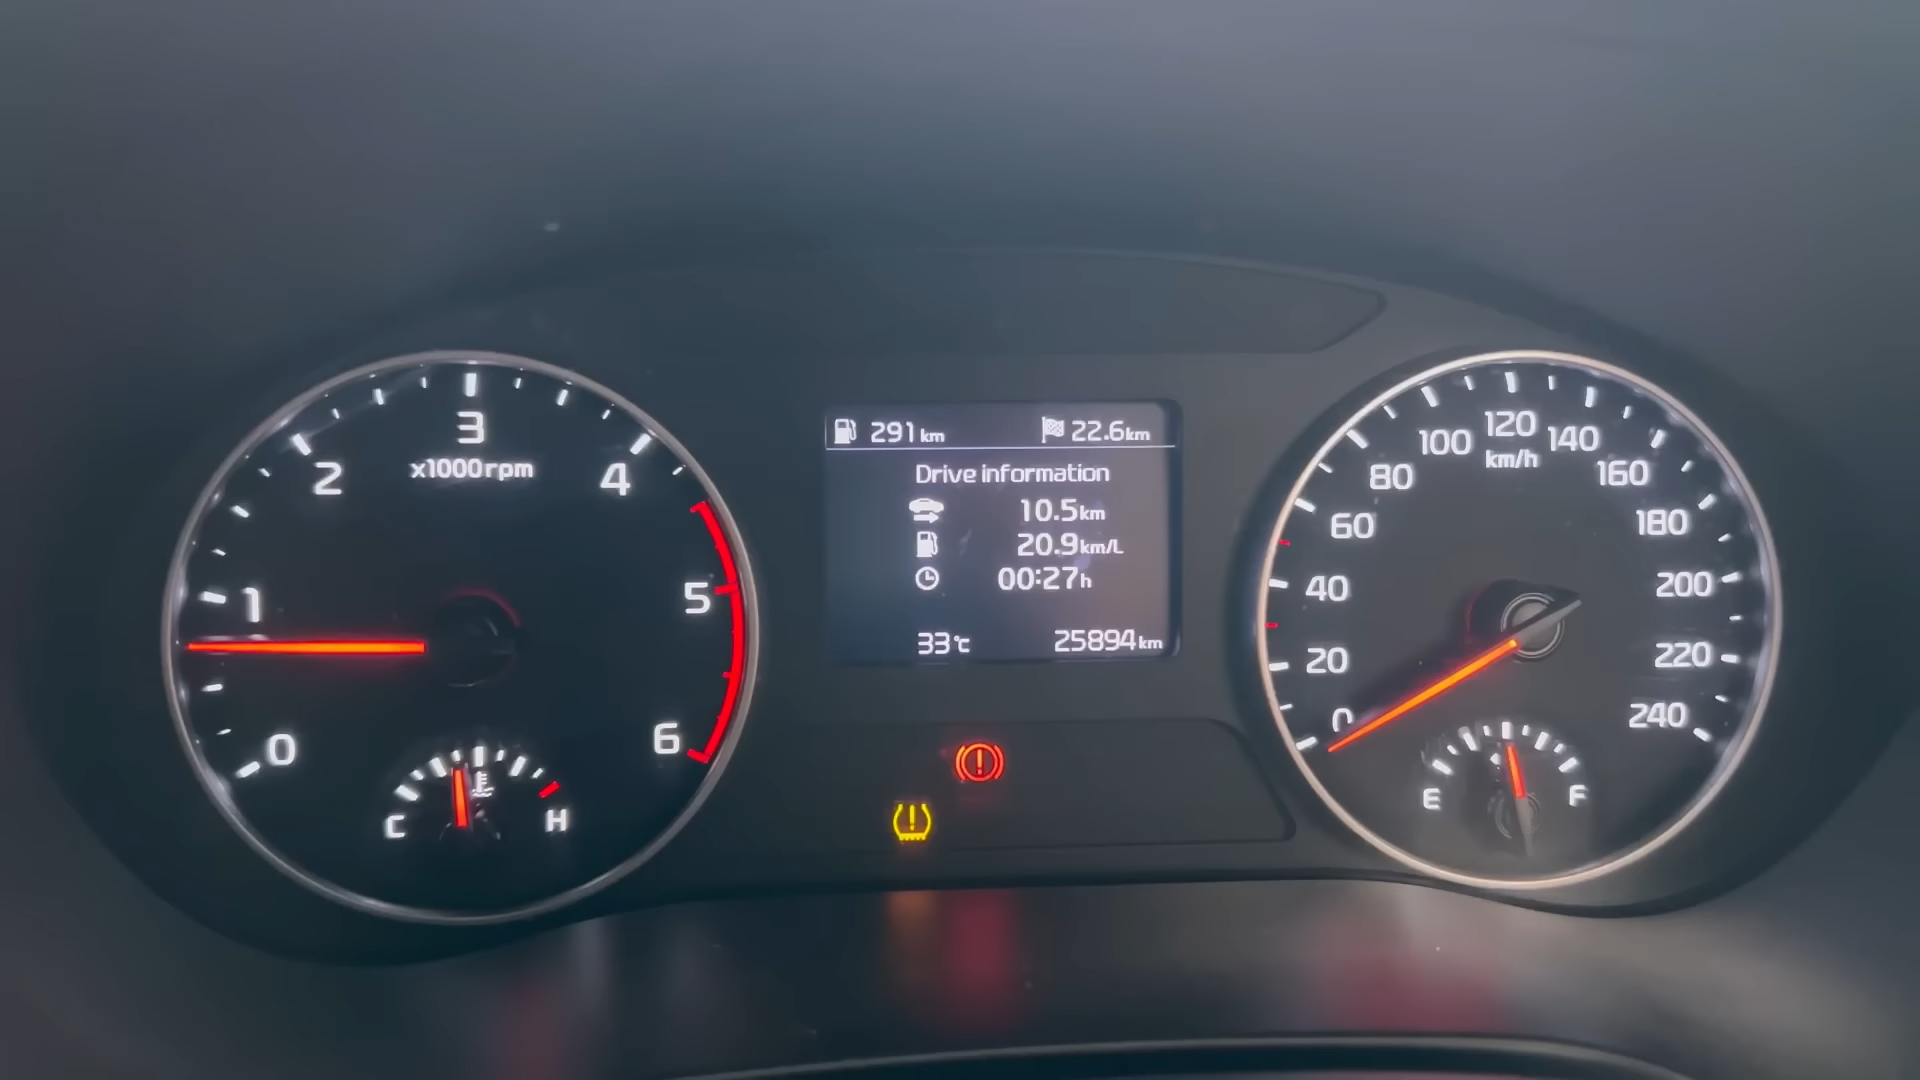 0
1
2
3
4
5
6
x1000rpm
C
H
291 km
22.6km
Drive information
10.5km
20.9km/L
00:27h
33°C
25894km
0
20
40
60
80
100
120
140
160
180
200
220
240
km/h
E
F